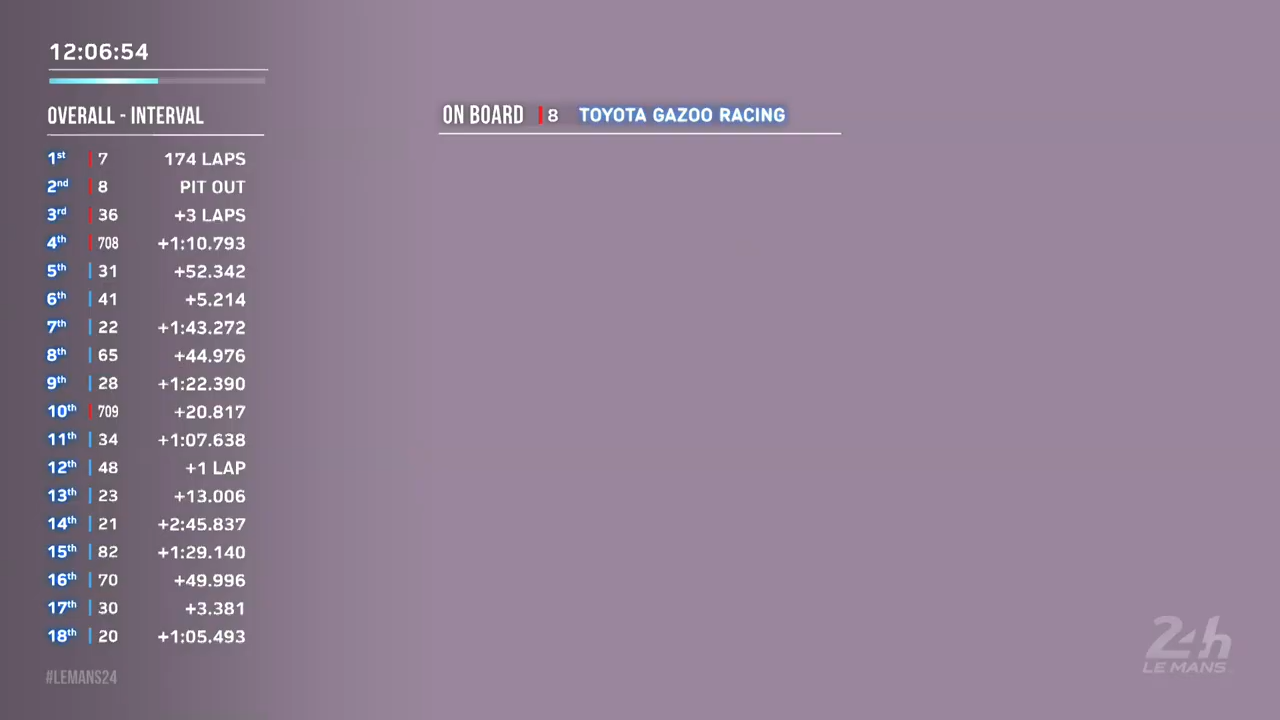 12:06:54
OVERALL - INTERVAL
1st 7 174 LAPS
2nd 8 PIT OUT
3rd 36 +3 LAPS
4th 708 +1:10.793
5th 31 +52.342
6th 41 +5.214
7th 22 +1:43.272
8th 65 +44.976
9th 28 +1:22.390
10th 709 +20.817
11th 34 +1:07.638
12th 48 +1 LAP
13th 23 +13.006
14th 21 +2:45.837
15th 82 +1:29.140
16th 70 +49.996
17th 30 +3.381
18th 20 +1:05.493
#LEMANS24
ON BOARD 8 TOYOTA GAZOO RACING
24h
LE MANS